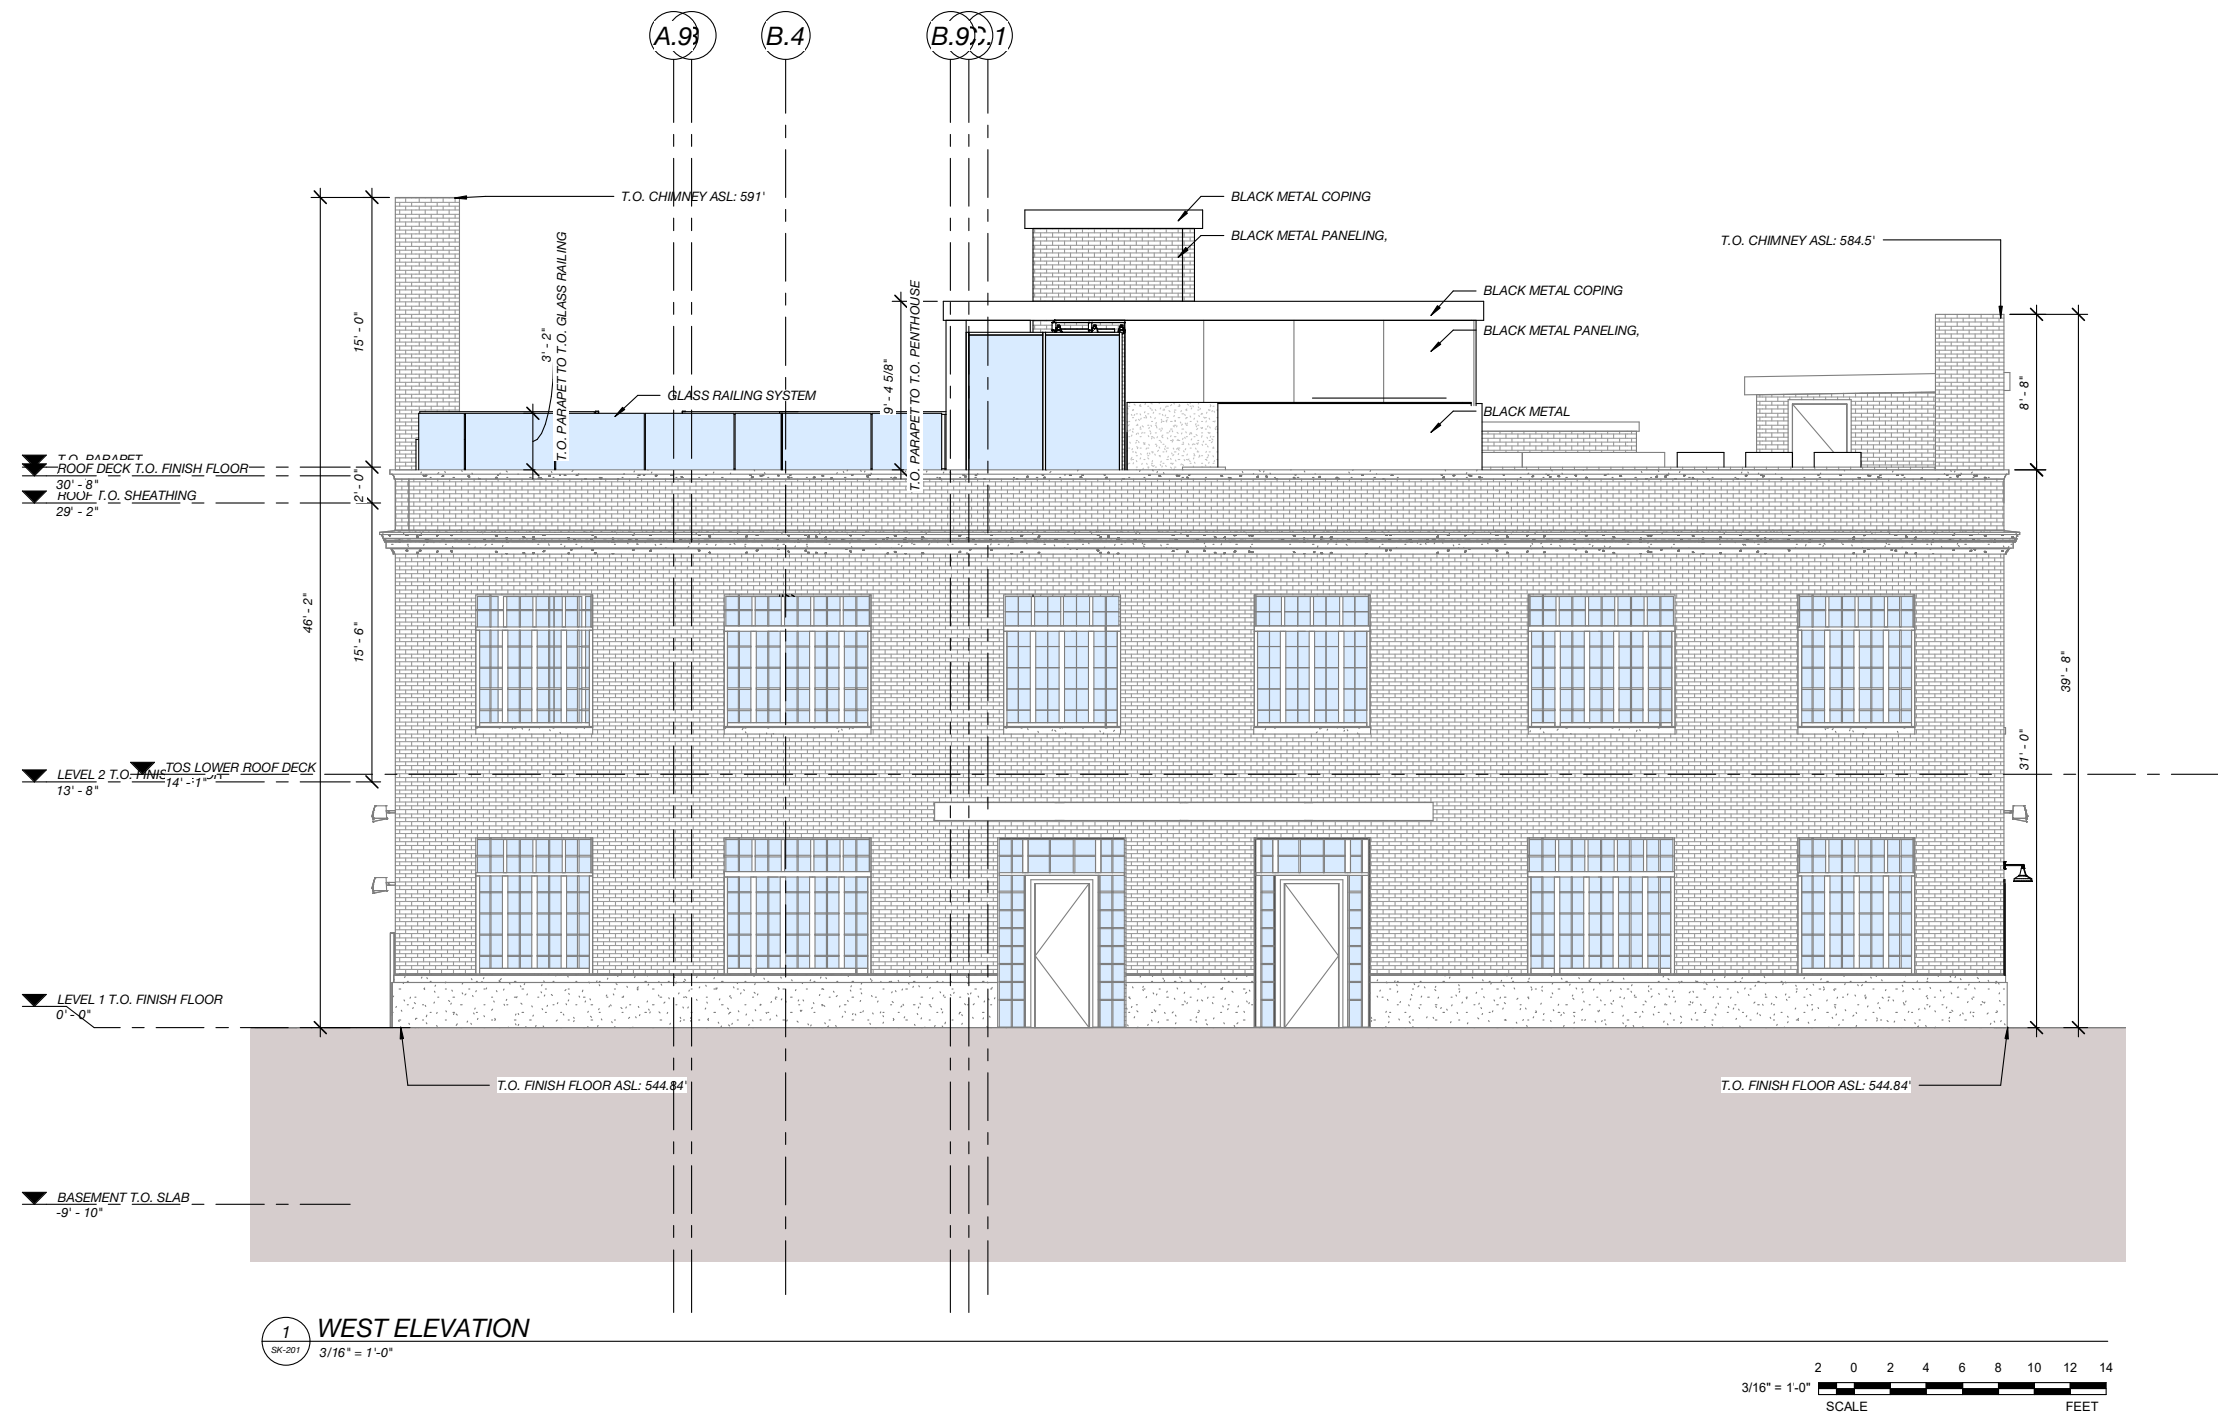 A.9
B.4
B.9
C.1
T.O. CHIMNEY ASL: 591'
BLACK METAL COPING
BLACK METAL PANELING,
T.O. CHIMNEY ASL: 584.5'
BLACK METAL COPING
BLACK METAL PANELING,
BLACK METAL
GLASS RAILING SYSTEM
3' - 2"
T.O. PARAPET TO T.O. GLASS RAILING
9' - 4 5/8"
T.O. PARAPET TO T.O. PENTHOUSE
15' - 0"
2' - 0"
15' - 6"
46' - 2"
8' - 8"
31' - 0"
39' - 8"
T.O. PARAPET
ROOF DECK T.O. FINISH FLOOR
30' - 8"
ROOF T.O. SHEATHING
29' - 2"
TOS LOWER ROOF DECK
14' - 1"
LEVEL 2 T.O. FINISH
13' - 8"
LEVEL 1 T.O. FINISH FLOOR
0' - 0"
T.O. FINISH FLOOR ASL: 544.84'
T.O. FINISH FLOOR ASL: 544.84'
BASEMENT T.O. SLAB
-9' - 10"
1
SK-201
WEST ELEVATION
3/16" = 1'-0"
2 0 2 4 6 8 10 12 14
3/16" = 1'-0"
SCALE FEET